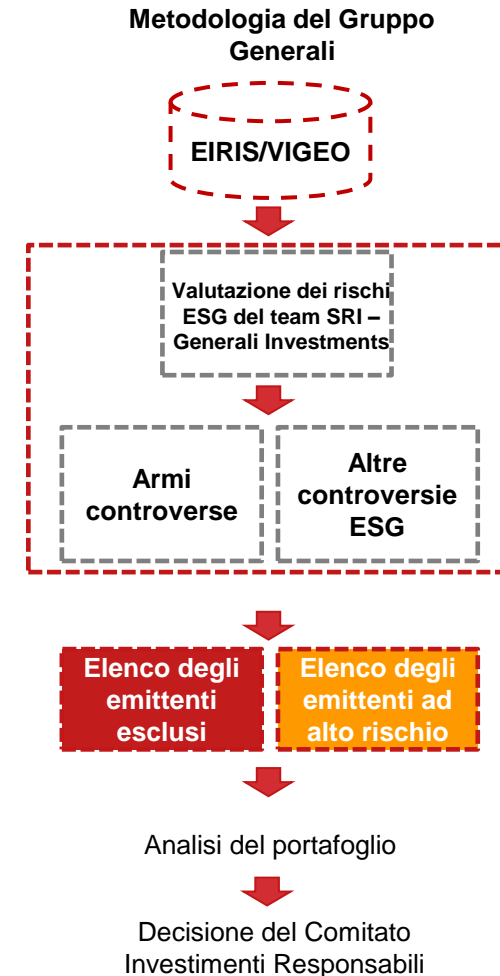 Metodologia del Gruppo
Generali
EIRIS/VIGEO
Valutazione dei rischi
ESG del team SRI –
Generali Investments
Armi
controverse
Altre
controversie
ESG
Elenco degli
emittenti
esclusi
Elenco degli
emittenti ad
alto rischio
Analisi del portafoglio
Decisione del Comitato
Investimenti Responsabili